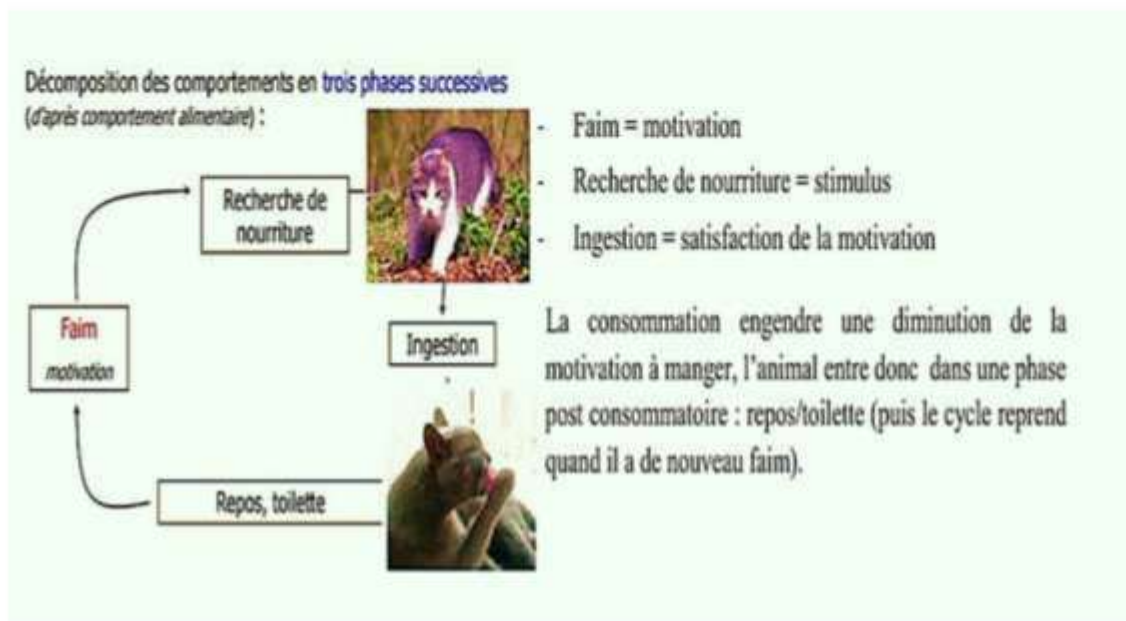 Décomposition des comportements en trois phases successives
(d'après comportement alimentaire) :
Recherche de
nourriture
Faim
motivation
Ingestion
Repos, toilette
- Faim = motivation
- Recherche de nourriture = stimulus
- Ingestion = satisfaction de la motivation
La consommation engendre une diminution de la
motivation à manger, l'animal entre donc dans une phase
post consommatoire : repos/toilette (puis le cycle reprend
quand il a de nouveau faim).